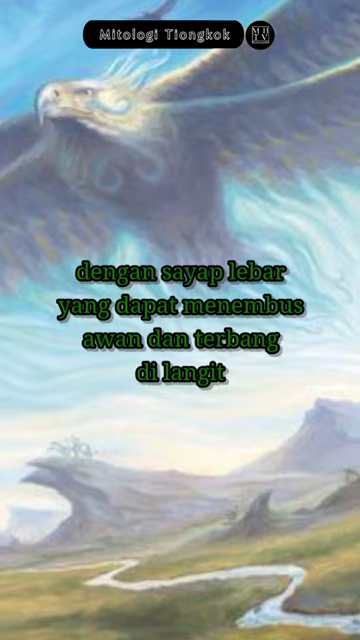 Mitologi Tiongkok
dengan sayap lebar
yang dapat menembus
awan dan terbang
di langit